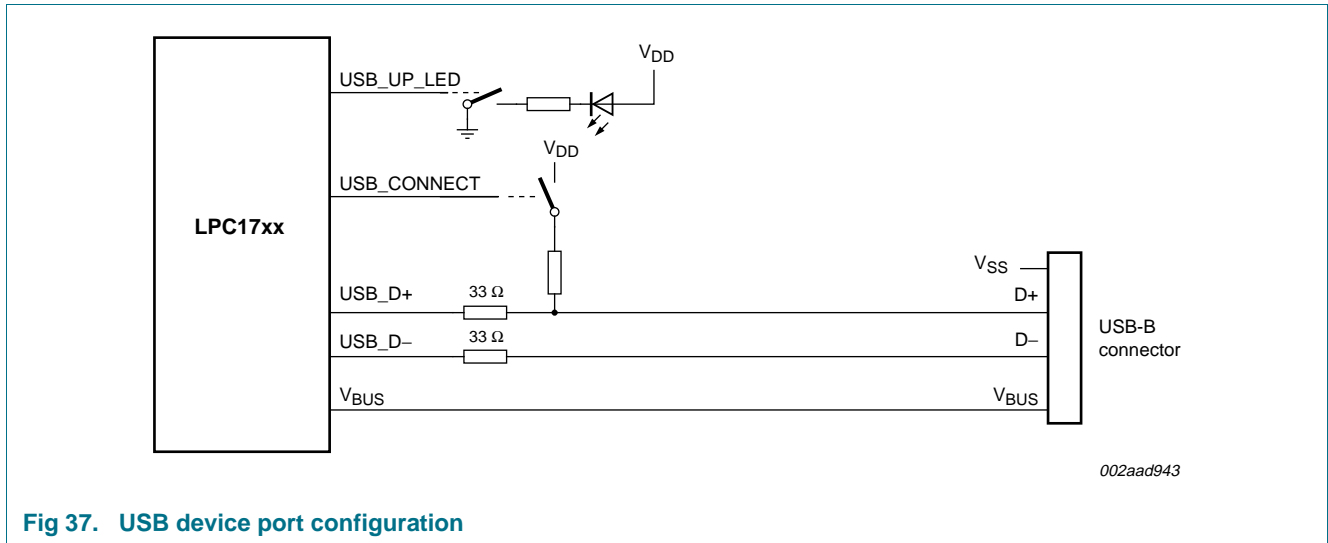 VDD
USB_UP_LED
VDD
USB_CONNECT
LPC17xx
VSS
USB_D+ 33 Ω D+
USB-B
connector
USB_D− 33 Ω D−
VBUS VBUS
002aad943
Fig 37. USB device port configuration